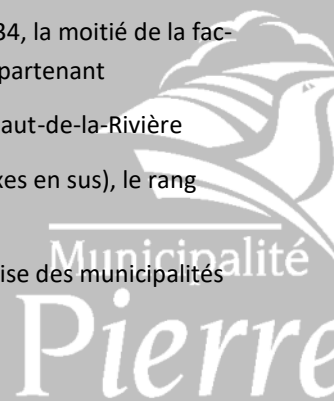 34, la moitié de la fac-
partenant
aut-de-la-Rivière
xes en sus), le rang
Municipalité
ise des municipalités
Pierre